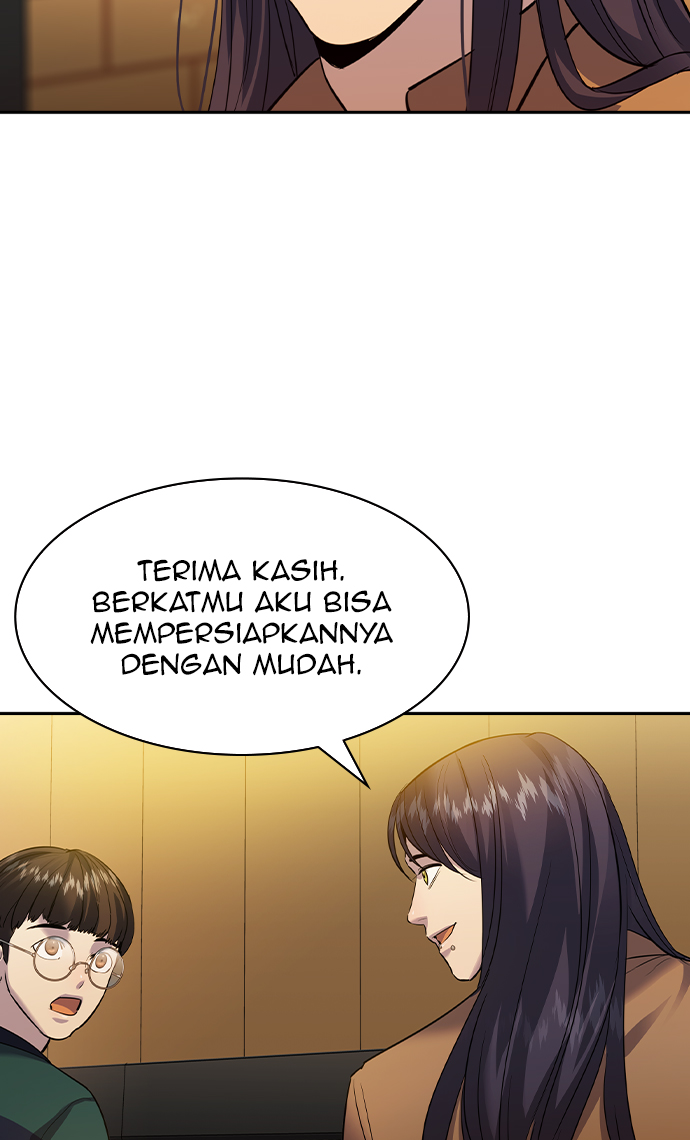 TERIMA KASIH.
BERKATMU AKU BISA
MEMPERSIAPKANNYA
DENGAN MUDAH.